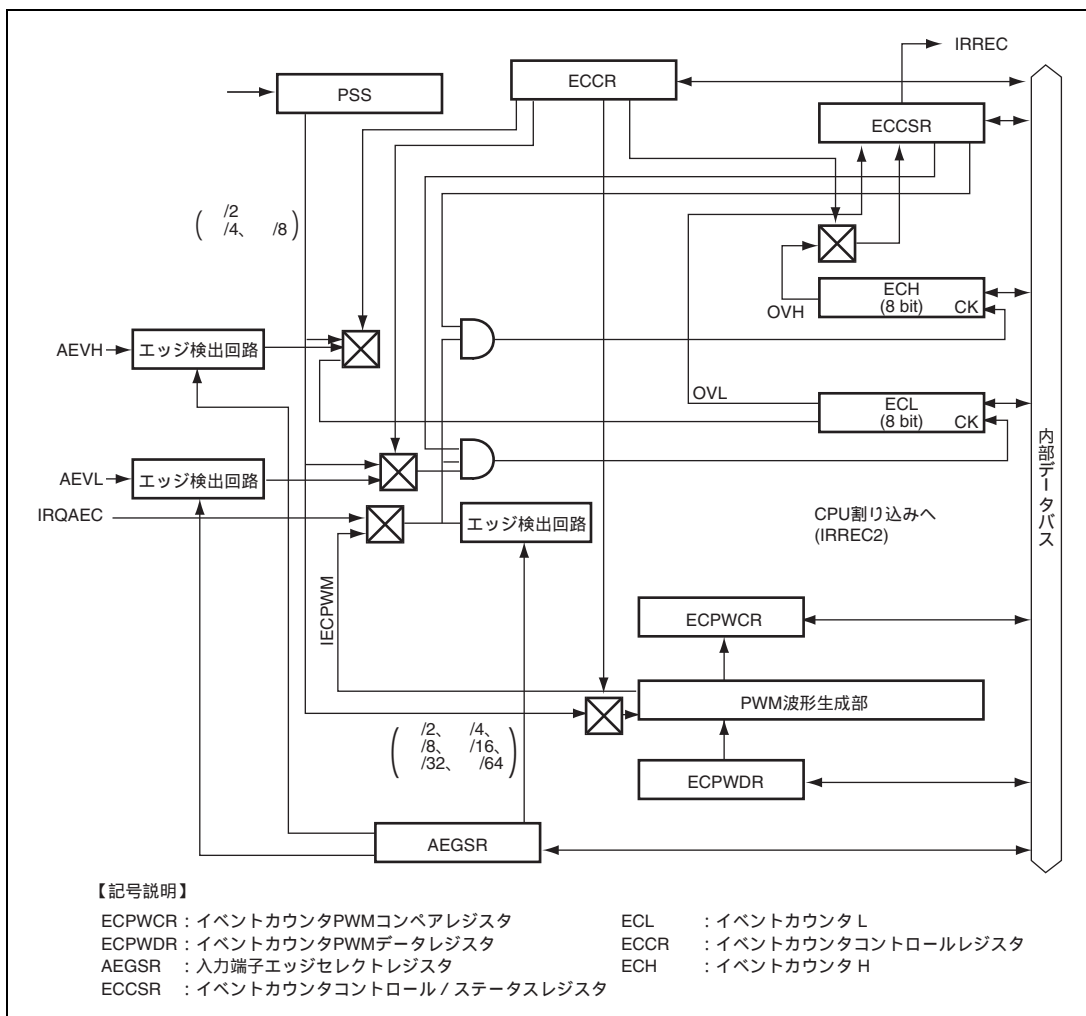 IRREC
PSS
ECCR
ECCSR
/2
/4、 /8
ECH
(8 bit)
CK
OVH
AEVH
エッジ検出回路
OVL
ECL
(8 bit)
CK
AEVL
エッジ検出回路
IRQAEC
エッジ検出回路
CPU割り込みへ
(IRREC2)
内部データバス
IECPWM
ECPWCR
PWM波形生成部
/2、 /4、
/8、 /16、
/32、 /64
ECPWDR
AEGSR
【記号説明】
ECPWCR : イベントカウンタPWMコンペアレジスタ
ECPWDR : イベントカウンタPWMデータレジスタ
AEGSR : 入力端子エッジセレクトレジスタ
ECCSR : イベントカウンタコントロール / ステータスレジスタ
ECL : イベントカウンタ L
ECCR : イベントカウンタコントロールレジスタ
ECH : イベントカウンタ H